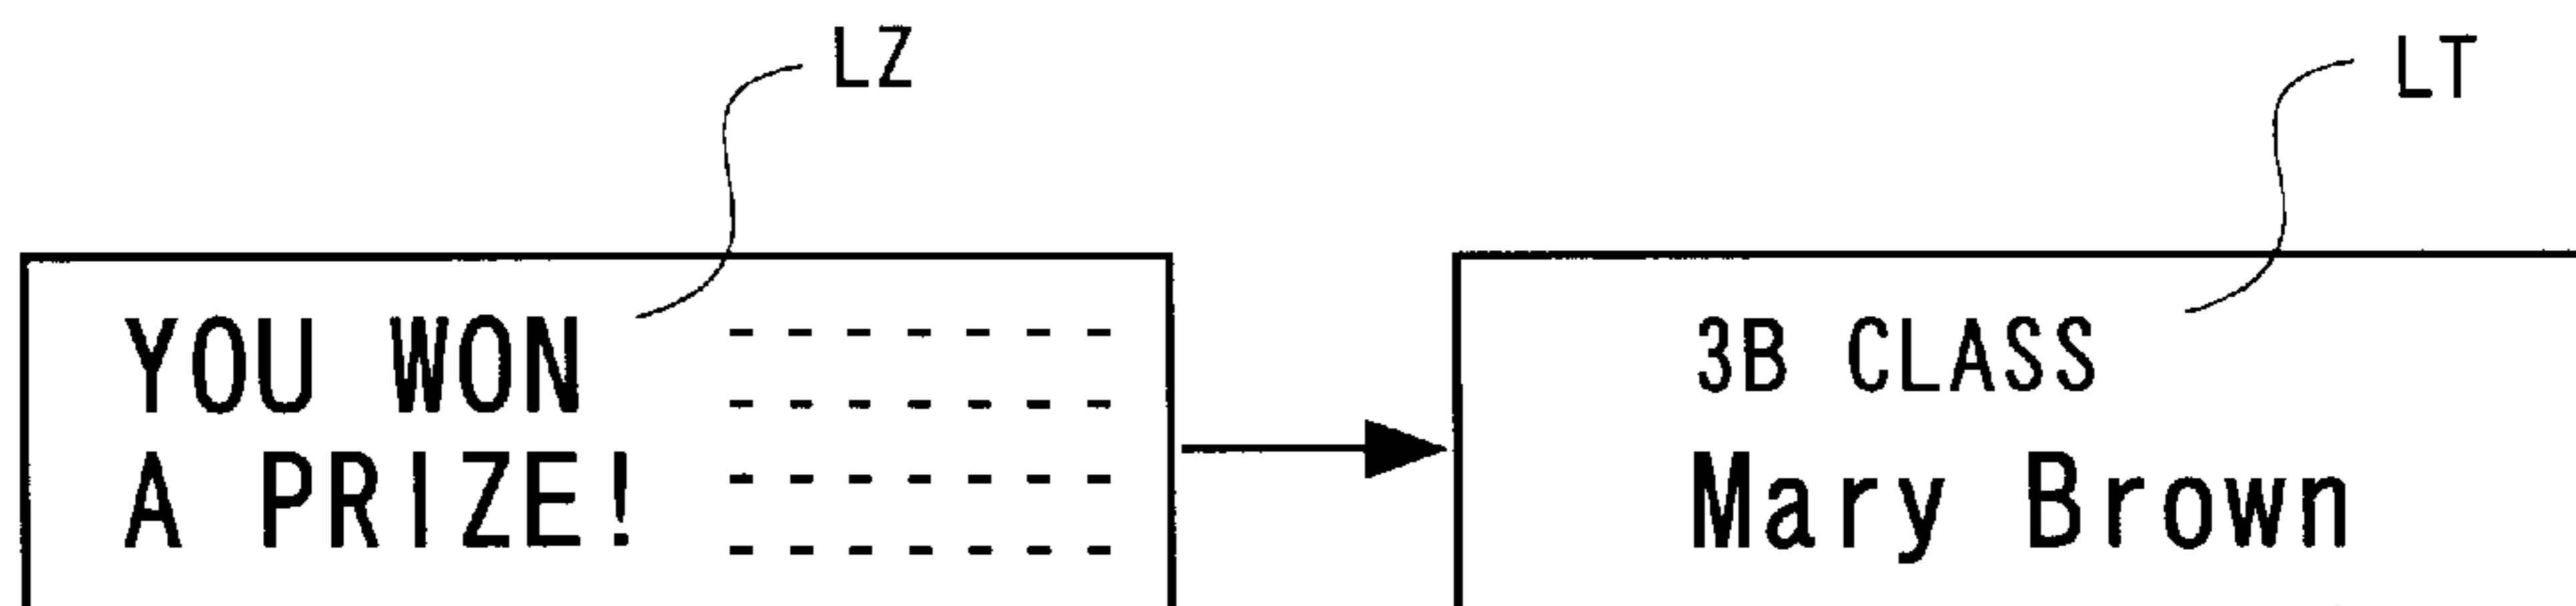 LZ
LT
YOU WON
A PRIZE!
- - - - - - -
- - - - - - -
- - - - - - -
- - - - - - -
3B CLASS
Mary Brown